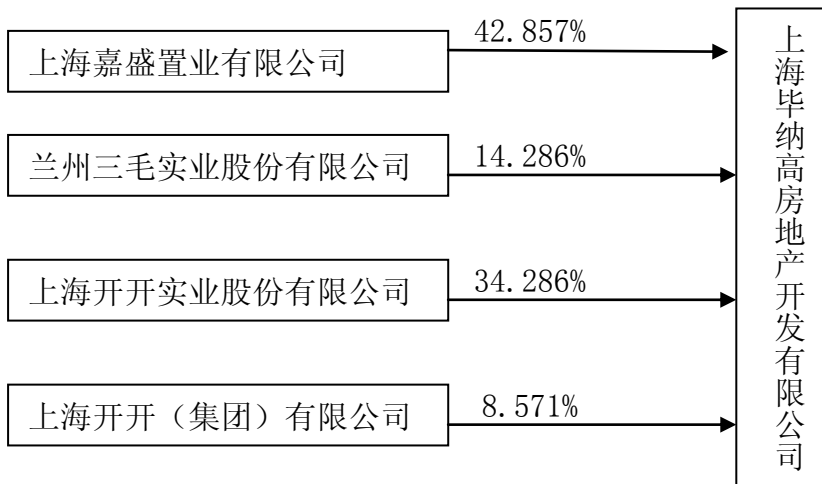 上海嘉盛置业有限公司
42.857%
兰州三毛实业股份有限公司
14.286%
上海开开实业股份有限公司
34.286%
上海开开（集团）有限公司
8.571%
上海毕纳高房地产开发有限公司